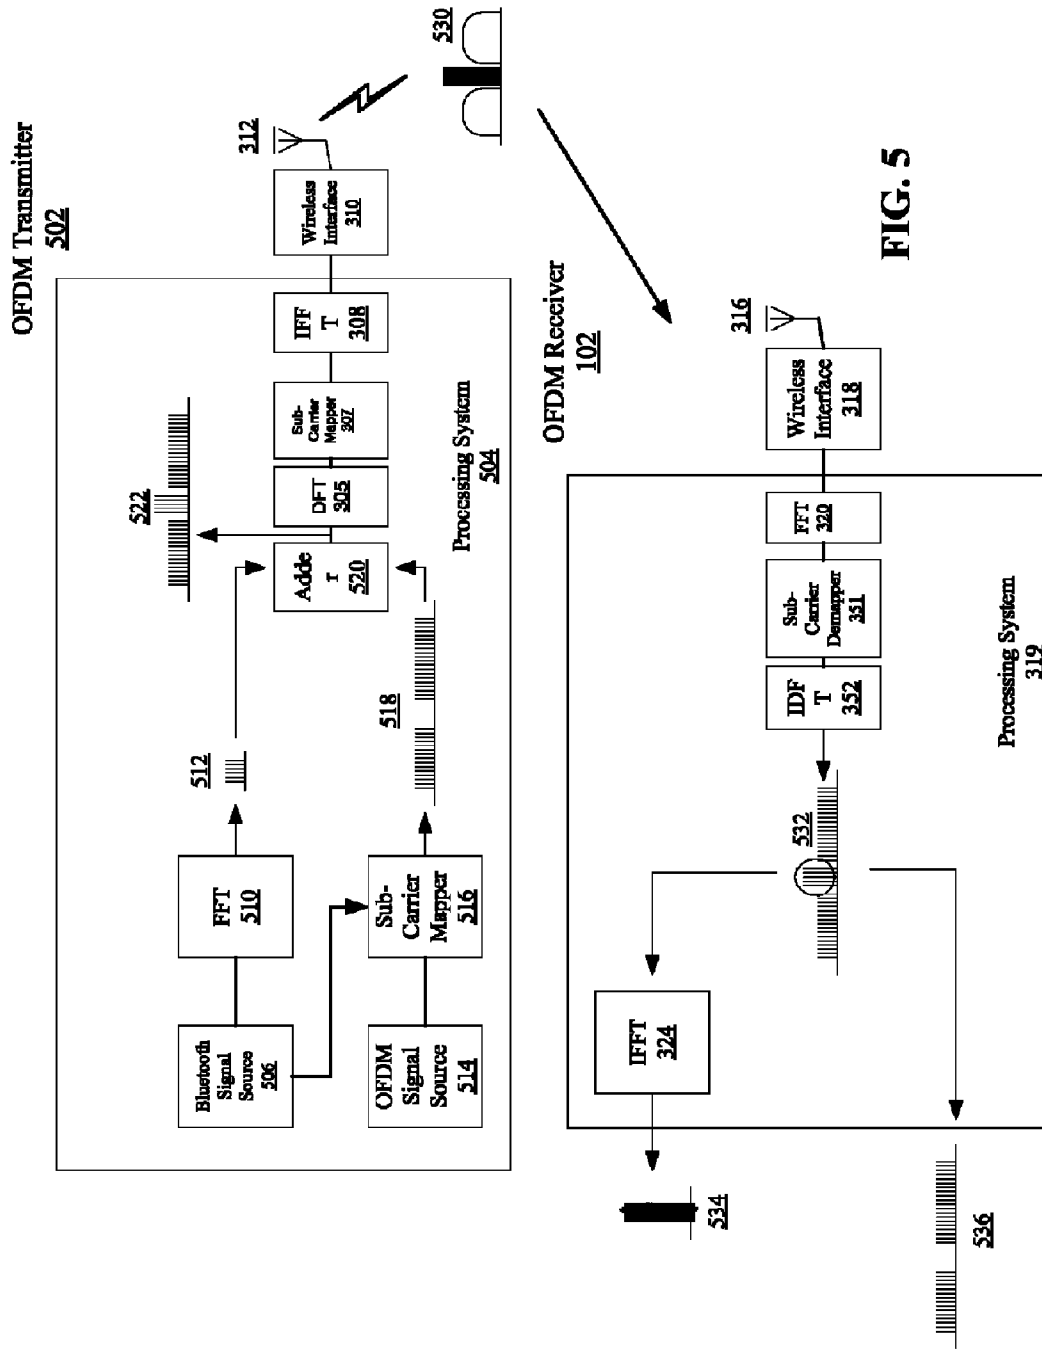 OFDM Transmitter
502
Bluetooth
Signal
Source
506
FFT
510
512
OFDM
Signal
Source
514
Sub-
Carrier
Mapper
516
518
522
Adde
r
520
DFT
305
Sub-
Carrier
Mapper
307
IFF
T
308
Processing System
504
Wireless
Interface
310
312
530
OFDM Receiver
102
316
Wireless
Interface
318
FFT
320
Sub-
Carrier
Demapper
351
IDF
T
352
532
IFFT
324
534
536
Processing System
319
FIG. 5